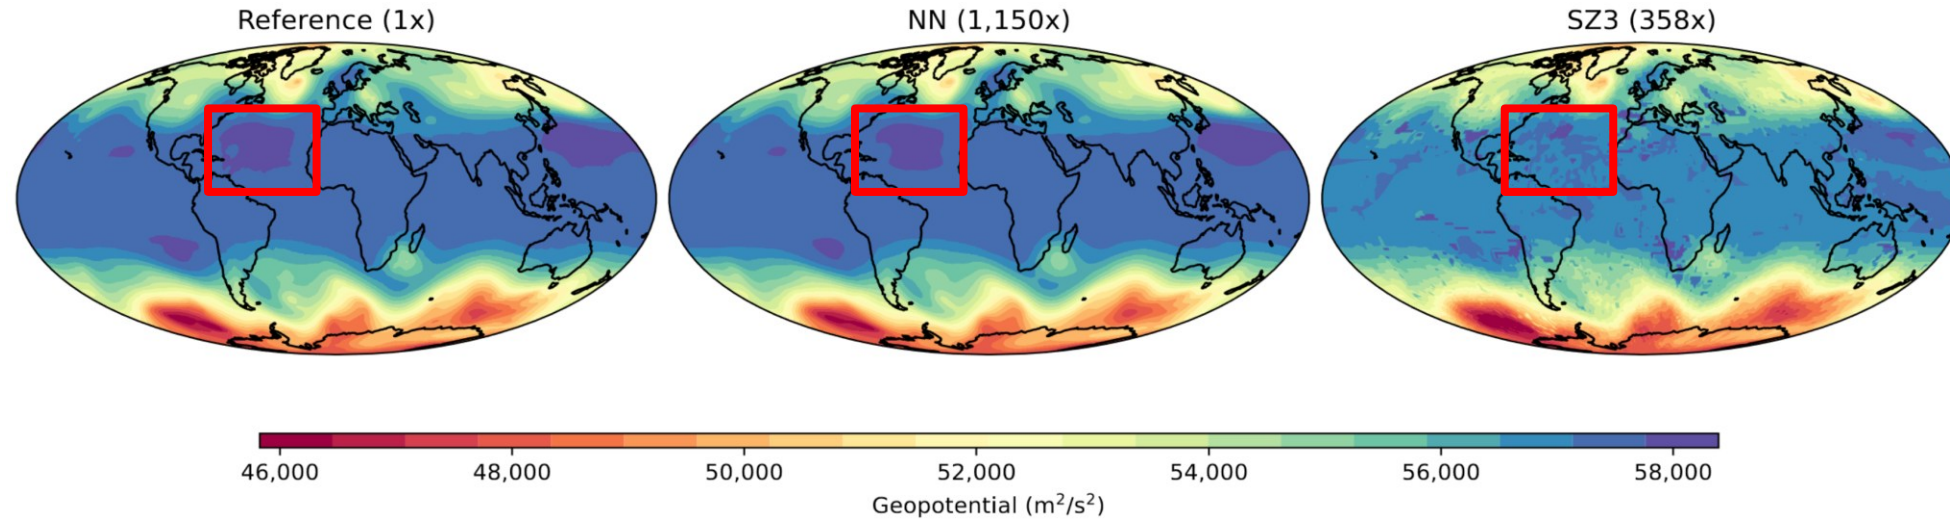 Reference (1x)
NN (1,150x)
SZ3 (358x)
46,000 48,000 50,000 52,000 54,000 56,000 58,000
Geopotential (m²/s²)